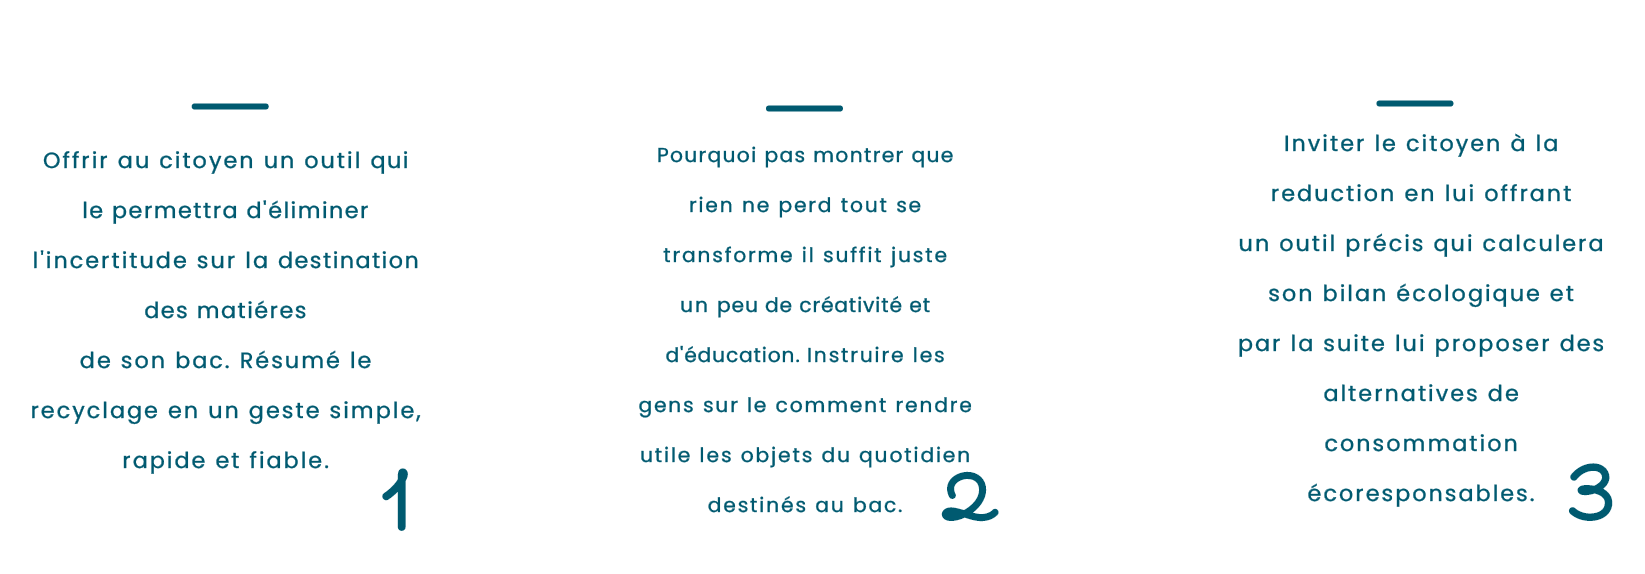 Offrir au citoyen un outil qui
le permettra d'éliminer
l'incertitude sur la destination
des matiéres
de son bac. Résumé le
recyclage en un geste simple,
rapide et fiable.
1
Pourquoi pas montrer que
rien ne perd tout se
transforme il suffit juste
un peu de créativité et
d'éducation. Instruire les
gens sur le comment rendre
utile les objets du quotidien
destinés au bac.
2
Inviter le citoyen à la
reduction en lui offrant
un outil précis qui calculera
son bilan écologique et
par la suite lui proposer des
alternatives de
consommation
écoresponsables.
3